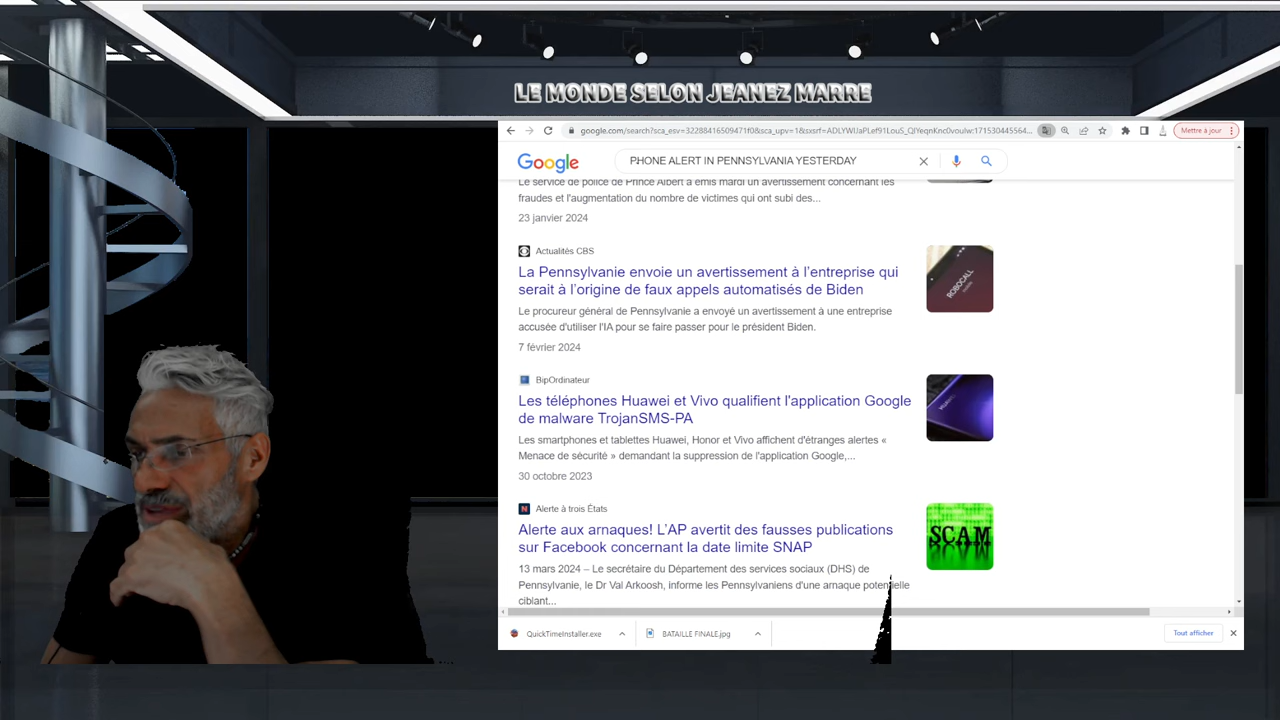 LE MONDE SELON JEANEZ MARRE
google.com/search?sca_esv=32288416509471f0&sca_upv=1&sxsrf=ADLYWIJaPLef91LouS_QIYeqnKnc0vouIw:171530445564...
Mettre à jour
Google
PHONE ALERT IN PENNSYLVANIA YESTERDAY
Le service de police de Prince Albert a émis mardi un avertissement concernant les
fraudes et l'augmentation du nombre de victimes qui ont subi des...
23 janvier 2024
Actualités CBS
La Pennsylvanie envoie un avertissement à l'entreprise qui
serait à l'origine de faux appels automatisés de Biden
ROBOCALL
Le procureur général de Pennsylvanie a envoyé un avertissement à une entreprise
accusée d'utiliser l'IA pour se faire passer pour le président Biden.
7 février 2024
BipOrdinateur
Les téléphones Huawei et Vivo qualifient l'application Google
de malware TrojanSMS-PA
HUAWEI
Les smartphones et tablettes Huawei, Honor et Vivo affichent d'étranges alertes «
Menace de sécurité » demandant la suppression de l'application Google,...
30 octobre 2023
Alerte à trois États
Alerte aux arnaques! L'AP avertit des fausses publications
sur Facebook concernant la date limite SNAP
SCAM
13 mars 2024 – Le secrétaire du Département des services sociaux (DHS) de
Pennsylvanie, le Dr Val Arkoosh, informe les Pennsylvaniens d'une arnaque potentielle
ciblant...
QuickTimeInstaller.exe
BATAILLE FINALE.jpg
Tout afficher